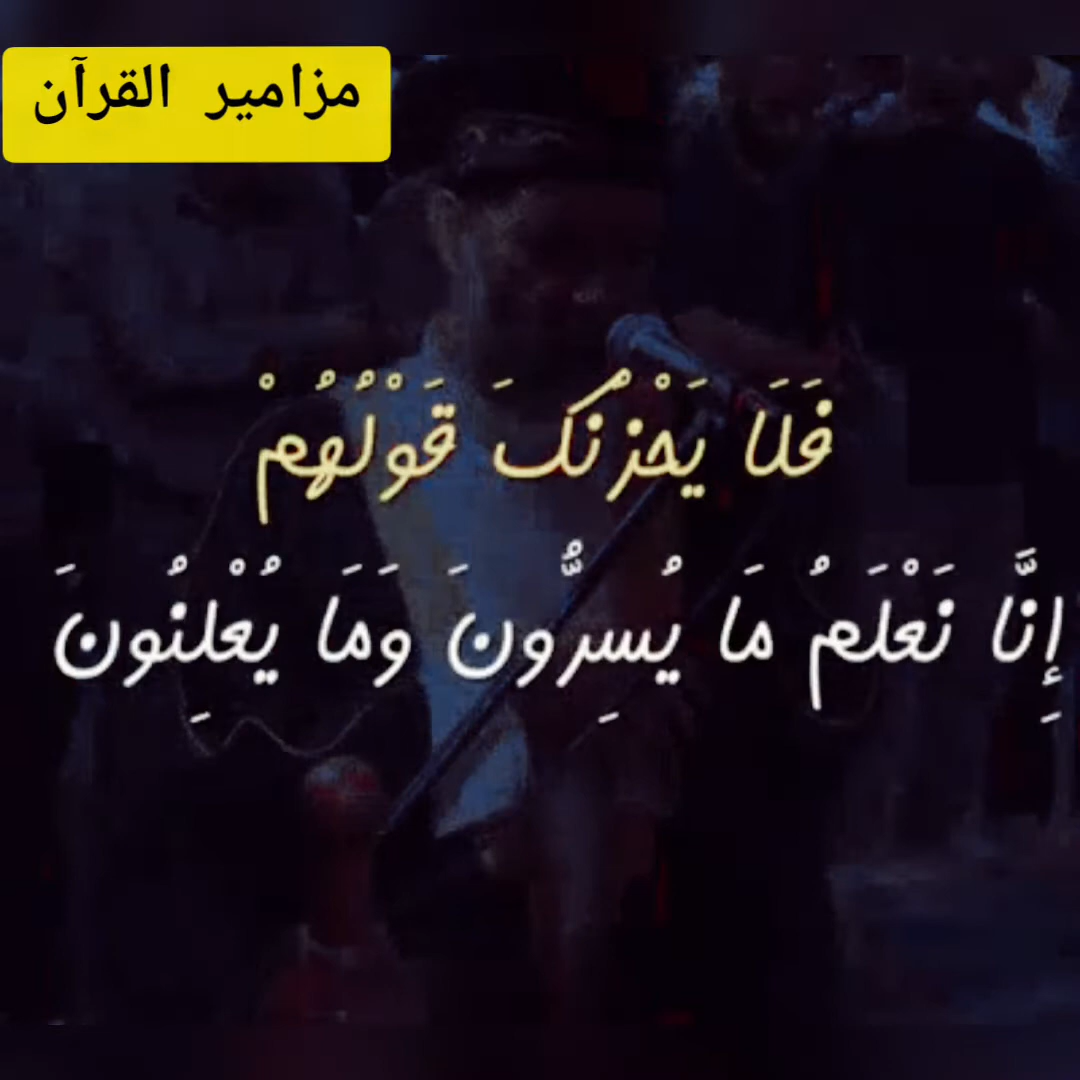 مزامير القرآن
فَلَا يَحْزُنكَ قَوْلُهُمْ
إِنَّا نَعْلَمُ مَا يُسِرُّونَ وَمَا يُعْلِنُونَ